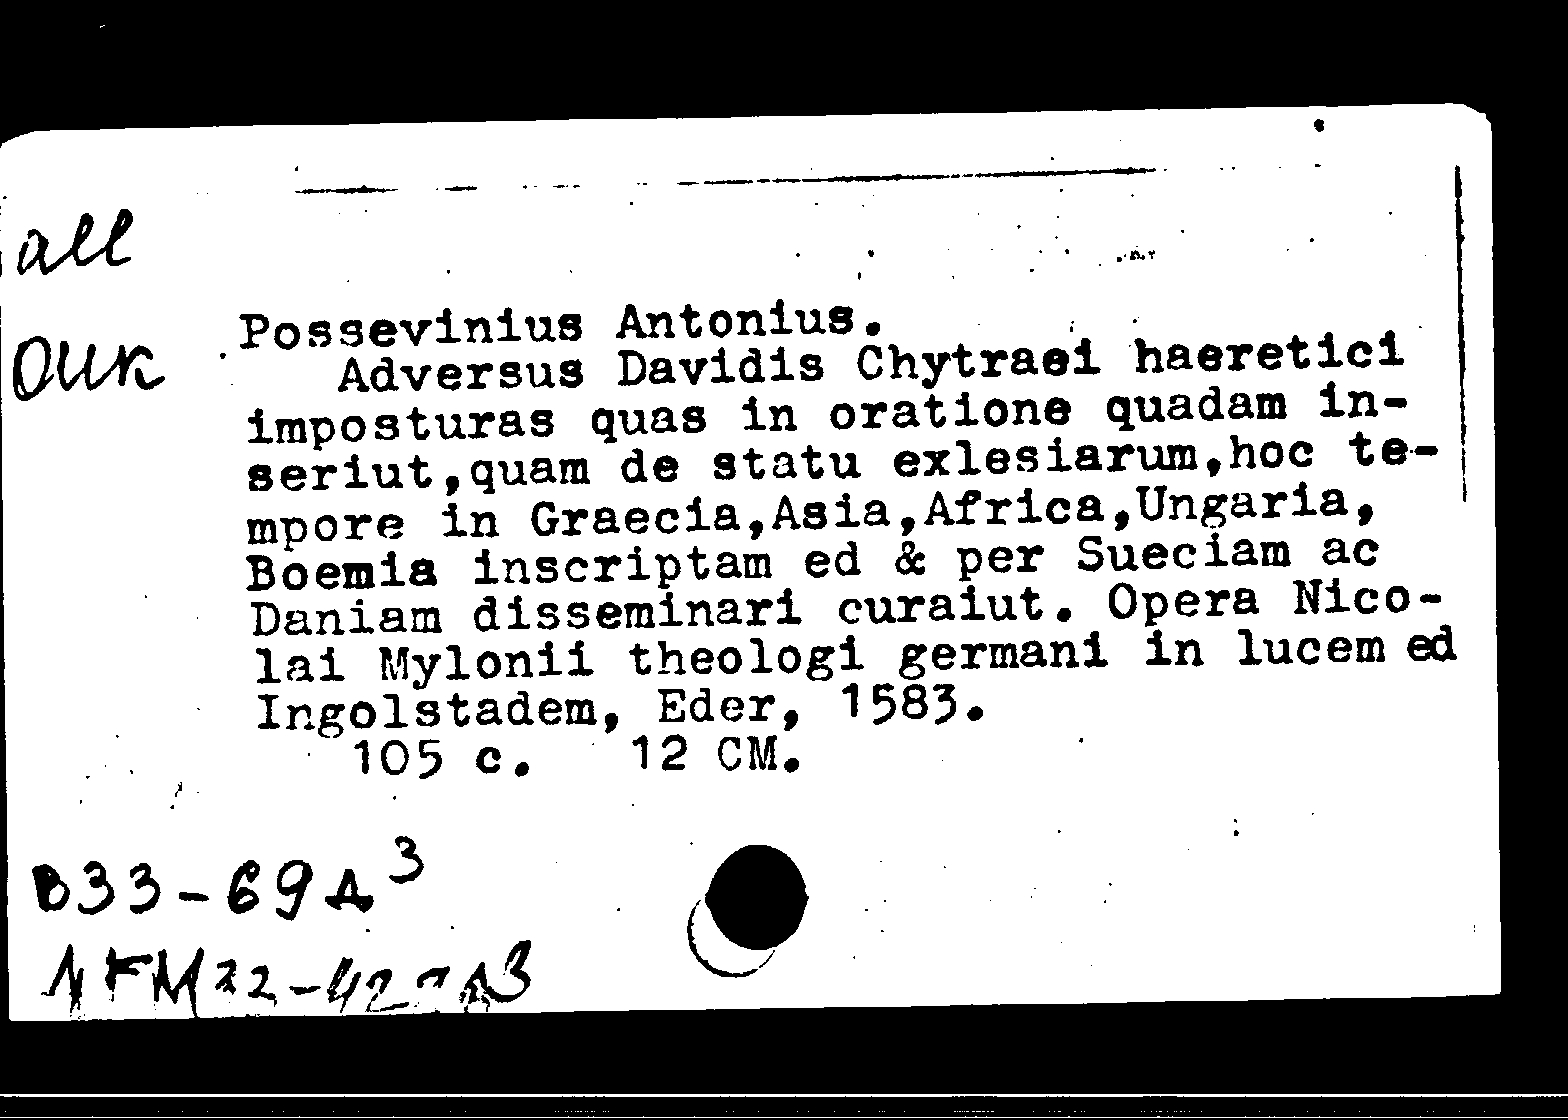 all
оик
Possevinius Antonius.
Adversus Davidis Chytraei haeretici
imposturas quas in oratione quadam in-
seriut,quam de statu exlesiarum,hoc te-
mpore in Graecia,Asia,Africa,Ungaria,
Boemia inscriptam ed & per Sueciam ac
Daniam disseminari curaiut. Opera Nico-
lai Mylonii theologi germani in lucem ed
Ingolstadem, Eder, 1583.
105 c. 12 CM.
B33-69A³